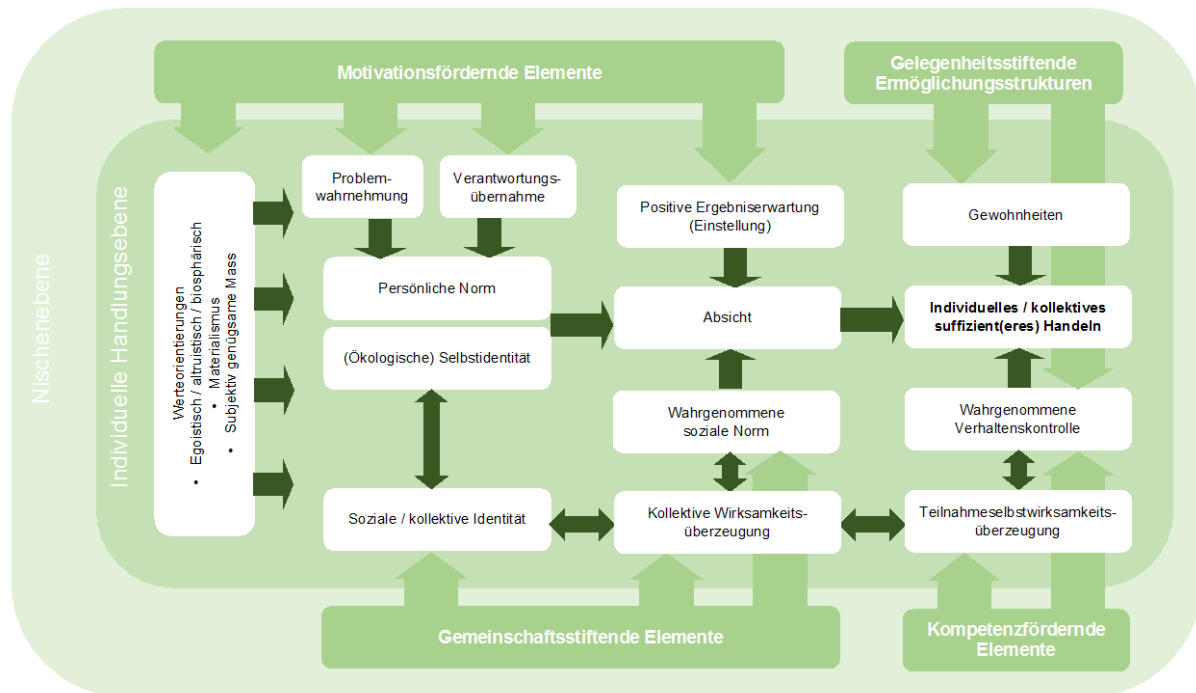 Motivationsfördernde Elemente
Gelegenheitsstiftende
Ermöglichungsstrukturen
Nischenebene
Individuelle Handlungsebene
Werteorientierungen
• Egoistisch / altruistisch / biosphärisch
• Materialismus
• Subjektiv genügsame Mass
Problem-
wahrnehmung
Verantwortungs-
übernahme
Positive Ergebniserwartung
(Einstellung)
Gewohnheiten
Persönliche Norm
Absicht
Individuelles / kollektives
suffizient(eres) Handeln
(Ökologische) Selbstidentität
Wahrgenommene
soziale Norm
Wahrgenommene
Verhaltenskontrolle
Soziale / kollektive Identität
Kollektive Wirksamkeits-
überzeugung
Teilnahmeselbstwirksamkeits-
überzeugung
Gemeinschaftsstiftende Elemente
Kompetenzfördernde
Elemente